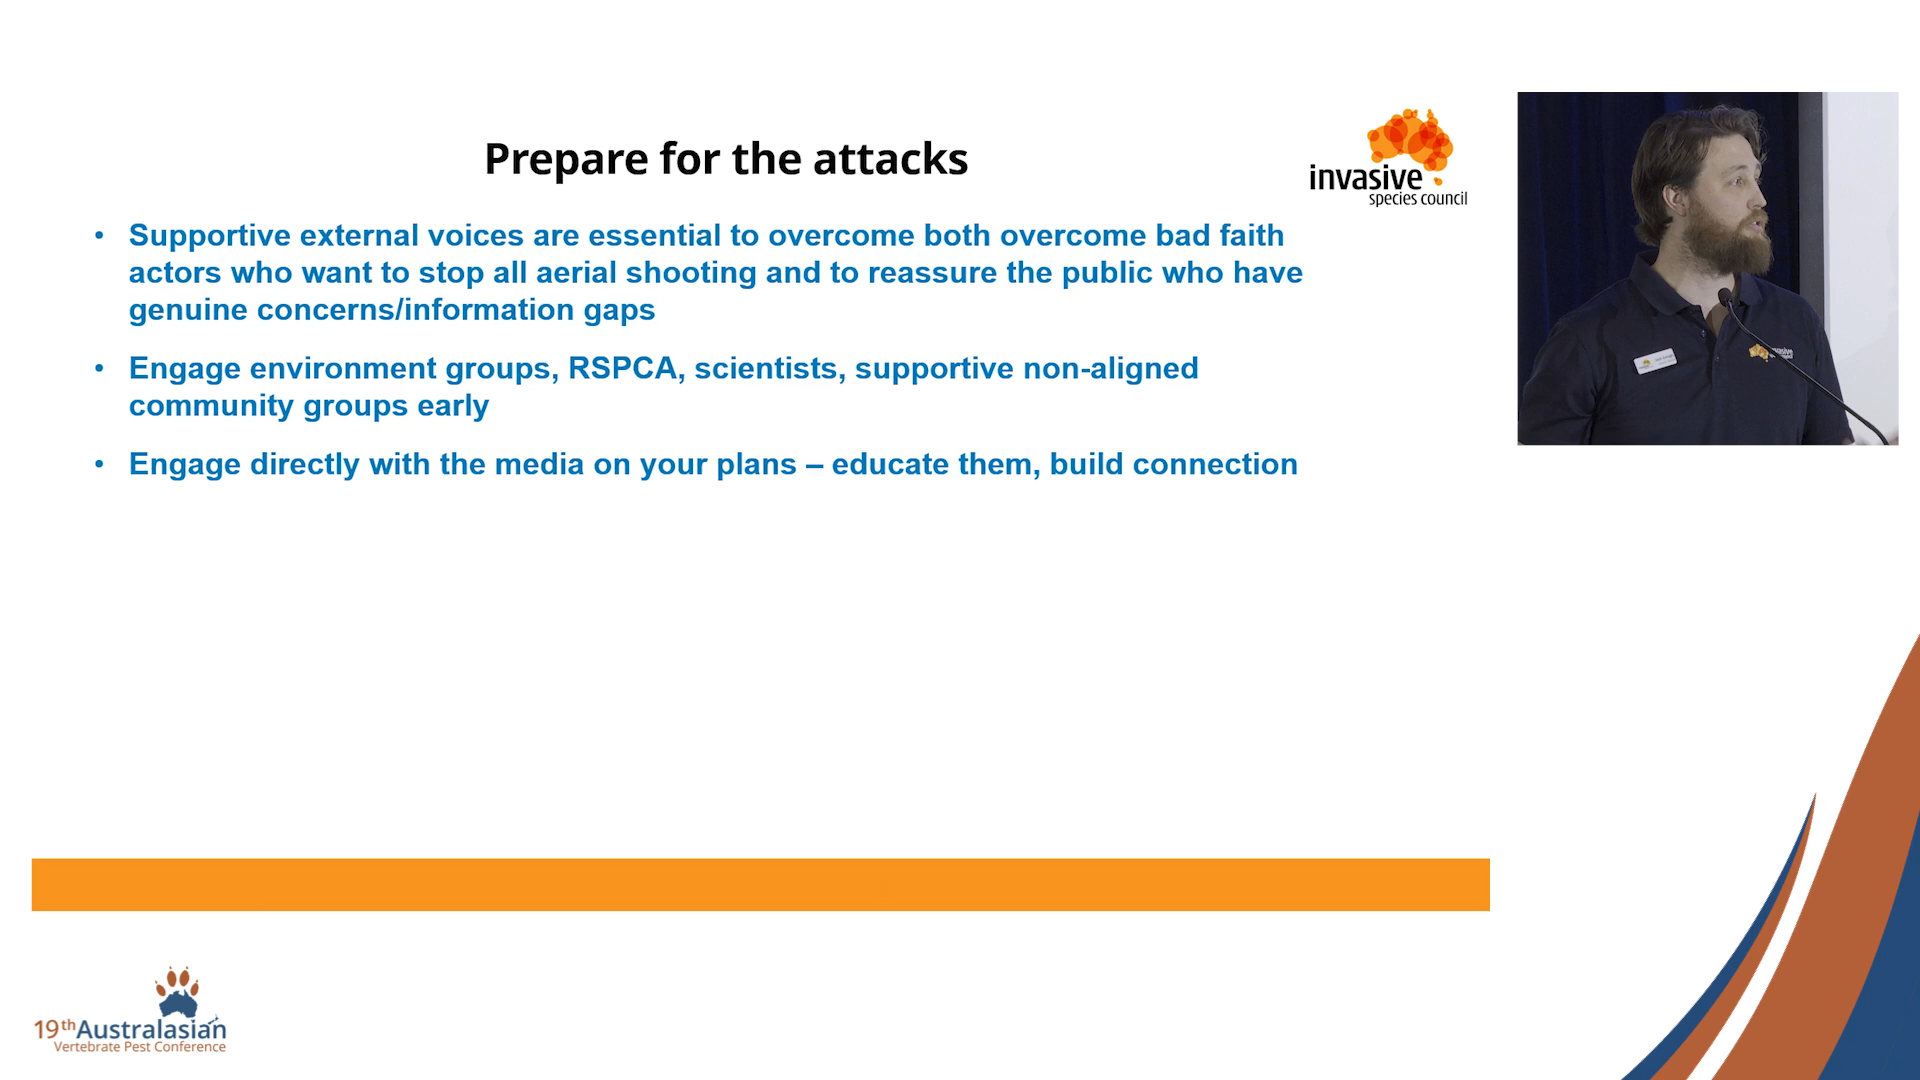 Prepare for the attacks
invasive
species council
• Supportive external voices are essential to overcome both overcome bad faith
actors who want to stop all aerial shooting and to reassure the public who have
genuine concerns/information gaps
• Engage environment groups, RSPCA, scientists, supportive non-aligned
community groups early
• Engage directly with the media on your plans – educate them, build connection
19th Australasian
Vertebrate Pest Conference